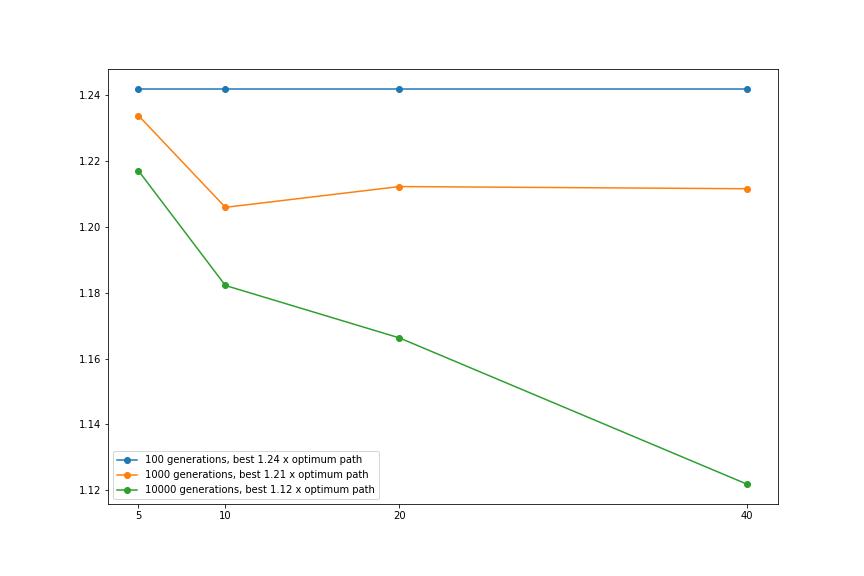 1.24
1.22
1.20
1.18
1.16
1.14
1.12
100 generations, best 1.24 x optimum path
1000 generations, best 1.21 x optimum path
10000 generations, best 1.12 x optimum path
5 10 20 40